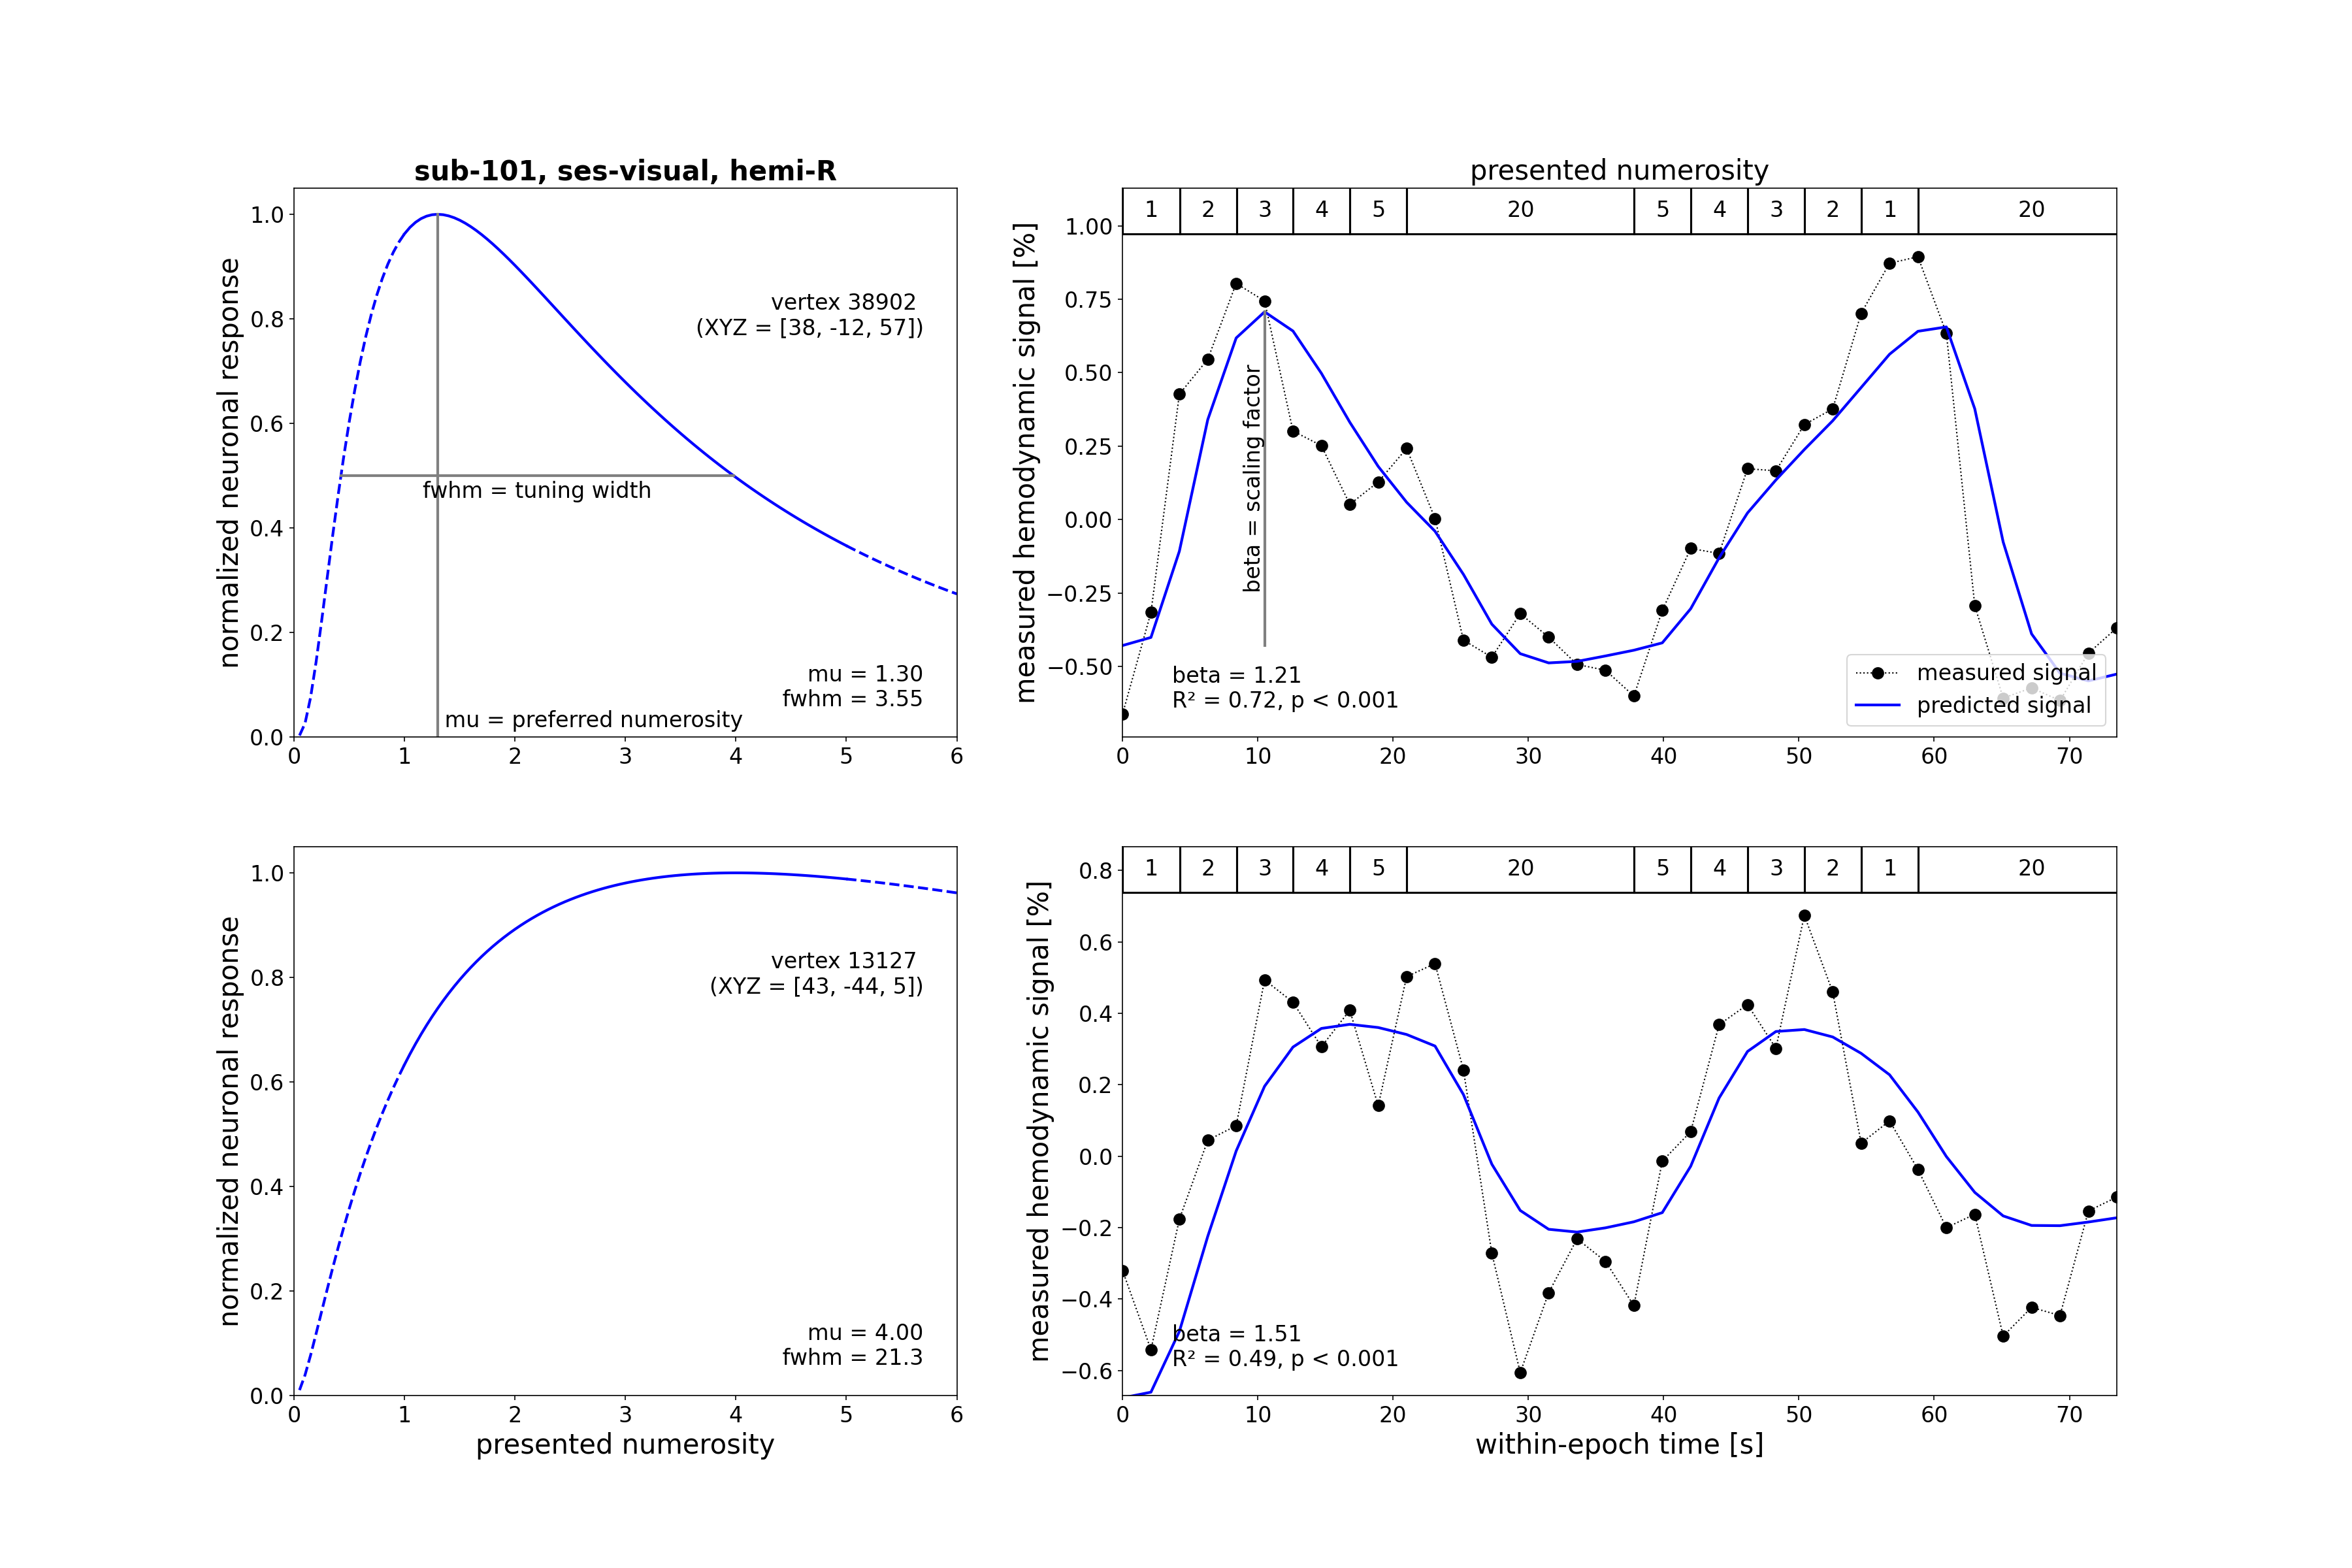 sub-101, ses-visual, hemi-R
normalized neuronal response
1.0
0.8
0.6
0.4
0.2
0.0
0 1 2 3 4 5 6
vertex 38902
(XYZ = [38, -12, 57])
fwhm = tuning width
mu = 1.30
fwhm = 3.55
mu = preferred numerosity
presented numerosity
1 2 3 4 5 20 5 4 3 2 1 20
measured hemodynamic signal [%]
1.00
0.75
0.50
0.25
0.00
−0.25
−0.50
0 10 20 30 40 50 60 70
beta = scaling factor
beta = 1.21
R² = 0.72, p < 0.001
measured signal
predicted signal
normalized neuronal response
1.0
0.8
0.6
0.4
0.2
0.0
0 1 2 3 4 5 6
vertex 13127
(XYZ = [43, -44, 5])
mu = 4.00
fwhm = 21.3
presented numerosity
1 2 3 4 5 20 5 4 3 2 1 20
measured hemodynamic signal [%]
0.8
0.6
0.4
0.2
0.0
−0.2
−0.4
−0.6
0 10 20 30 40 50 60 70
beta = 1.51
R² = 0.49, p < 0.001
within-epoch time [s]